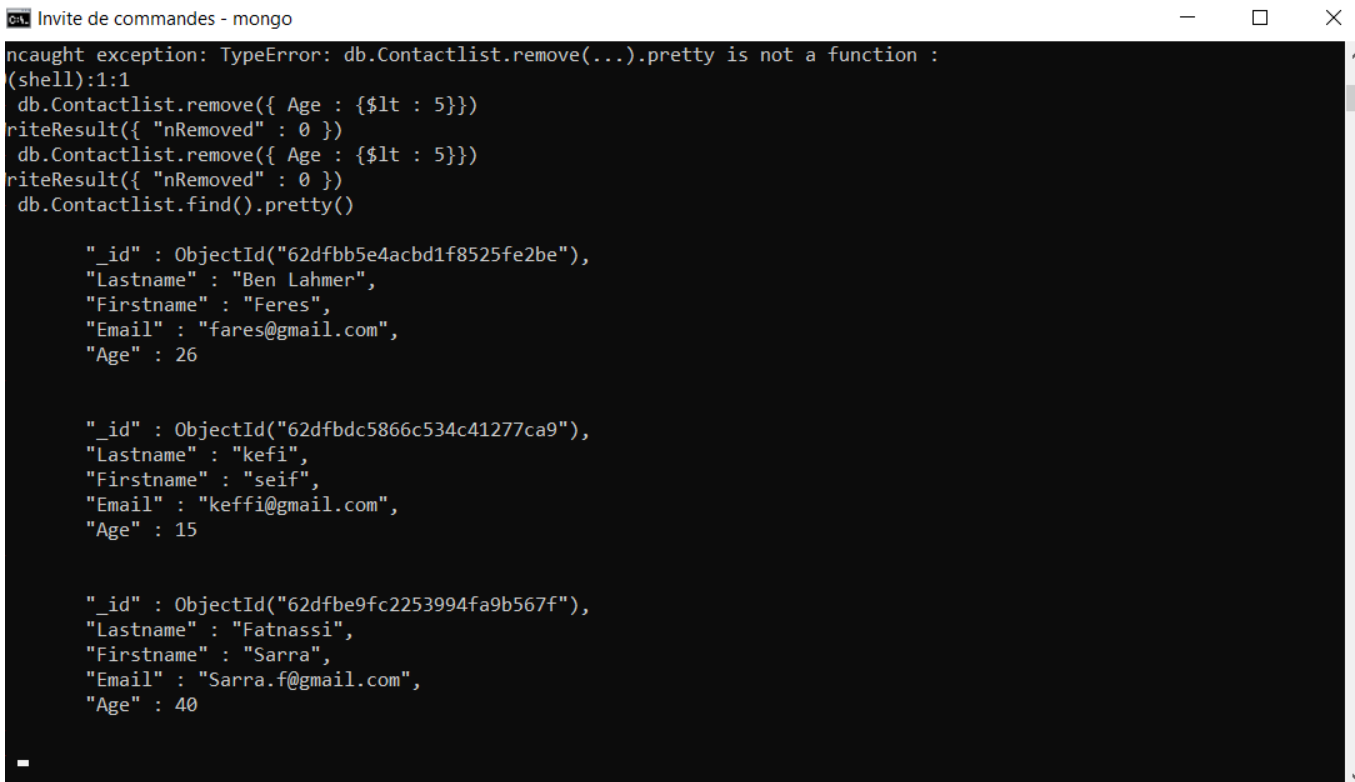 Invite de commandes - mongo
ncaught exception: TypeError: db.Contactlist.remove(...).pretty is not a function :
(shell):1:1
db.Contactlist.remove({ Age : {$lt : 5}})
riteResult({ "nRemoved" : 0 })
db.Contactlist.remove({ Age : {$lt : 5}})
riteResult({ "nRemoved" : 0 })
db.Contactlist.find().pretty()
"_id" : ObjectId("62dfbb5e4acbd1f8525fe2be"),
"Lastname" : "Ben Lahmer",
"Firstname" : "Feres",
"Email" : "fares@gmail.com",
"Age" : 26
"_id" : ObjectId("62dfbdc5866c534c41277ca9"),
"Lastname" : "kefi",
"Firstname" : "seif",
"Email" : "keffi@gmail.com",
"Age" : 15
"_id" : ObjectId("62dfbe9fc2253994fa9b567f"),
"Lastname" : "Fatnassi",
"Firstname" : "Sarra",
"Email" : "Sarra.f@gmail.com",
"Age" : 40